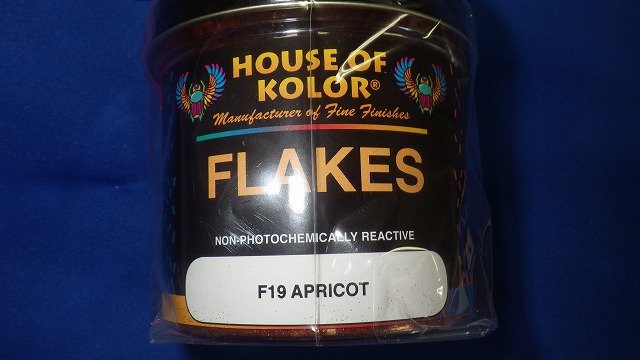 HOUSE OF
KOLOR®
Manufacturer of Fine Finishes
FLAKES
NON-PHOTOCHEMICALLY REACTIVE
F19 APRICOT